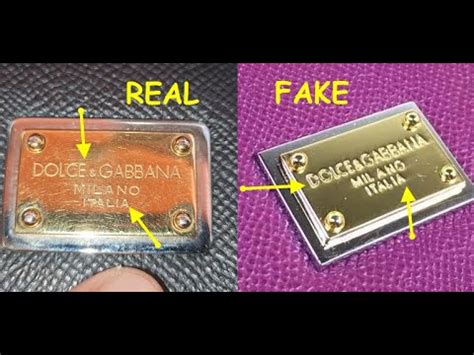 REAL
DOLCE & GABBANA
MILANO
ITALIA
FAKE
DOLCE&GABBANA
MILANO
ITALIA